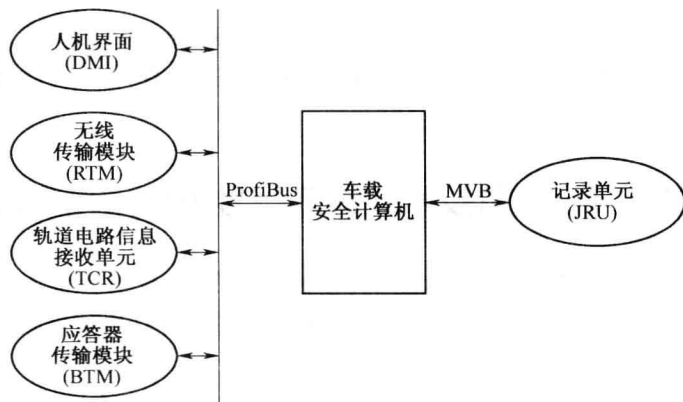 人机界面
(DMI)
无线
传输模块
(RTM)
轨道电路信息
接收单元
(TCR)
应答器
传输模块
(BTM)
ProfiBus
车载
安全计算机
MVB
记录单元
(JRU)